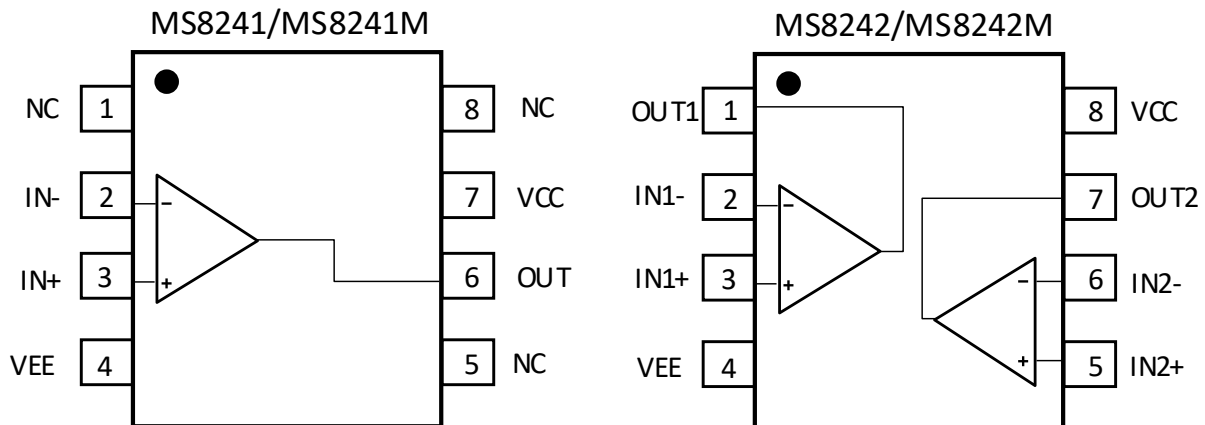 MS8241/MS8241M
NC 1 8 NC
IN- 2 - 7 VCC
IN+ 3 + 6 OUT
VEE 4 5 NC
MS8242/MS8242M
OUT1 1 8 VCC
IN1- 2 - 7 OUT2
IN1+ 3 + - 6 IN2-
VEE 4 + 5 IN2+